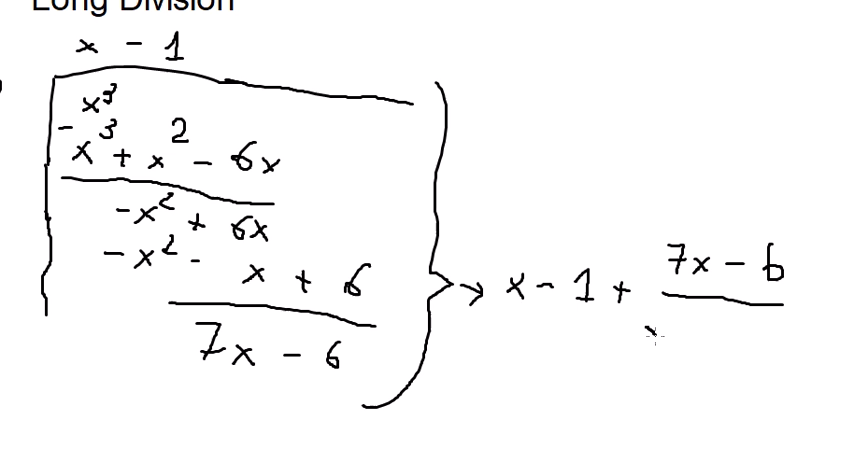 Long Division
x - 1
x³
- x³ + x² - 6x
-x² + 6x
-x² - x + 6
7x - 6
→ x - 1 + 7x - 6